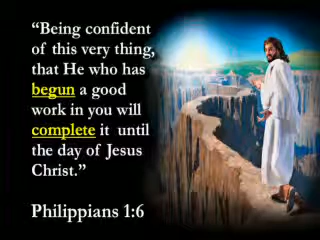 “Being confident
of this very thing,
that He who has
begun a good
work in you will
complete it until
the day of Jesus
Christ.”
Philippians 1:6